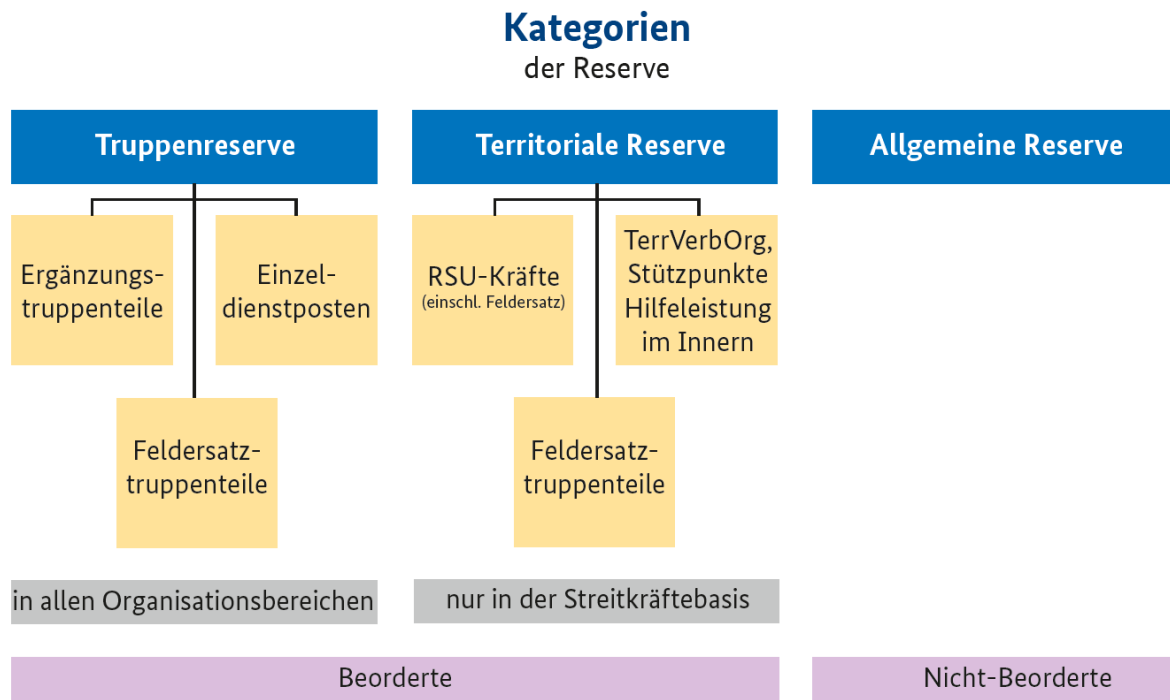 Kategorien
der Reserve
Truppenreserve
Territoriale Reserve
Allgemeine Reserve
Ergänzungs-
truppenteile
Einzel-
dienstposten
RSU-Kräfte
(einschl. Feldersatz)
TerrVerbOrg,
Stützpunkte
Hilfeleistung
im Innern
Feldersatz-
truppenteile
Feldersatz-
truppenteile
in allen Organisationsbereichen
nur in der Streitkräftebasis
Beorderte
Nicht-Beorderte